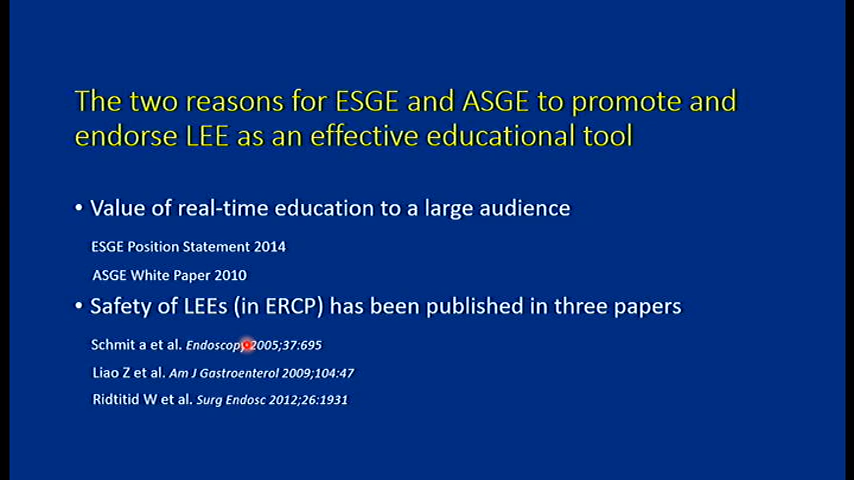 The two reasons for ESGE and ASGE to promote and
endorse LEE as an effective educational tool
• Value of real-time education to a large audience
ESGE Position Statement 2014
ASGE White Paper 2010
• Safety of LEEs (in ERCP) has been published in three papers
Schmit a et al. Endoscopy 2005;37:695
Liao Z et al. Am J Gastroenterol 2009;104:47
Ridtitid W et al. Surg Endosc 2012;26:1931